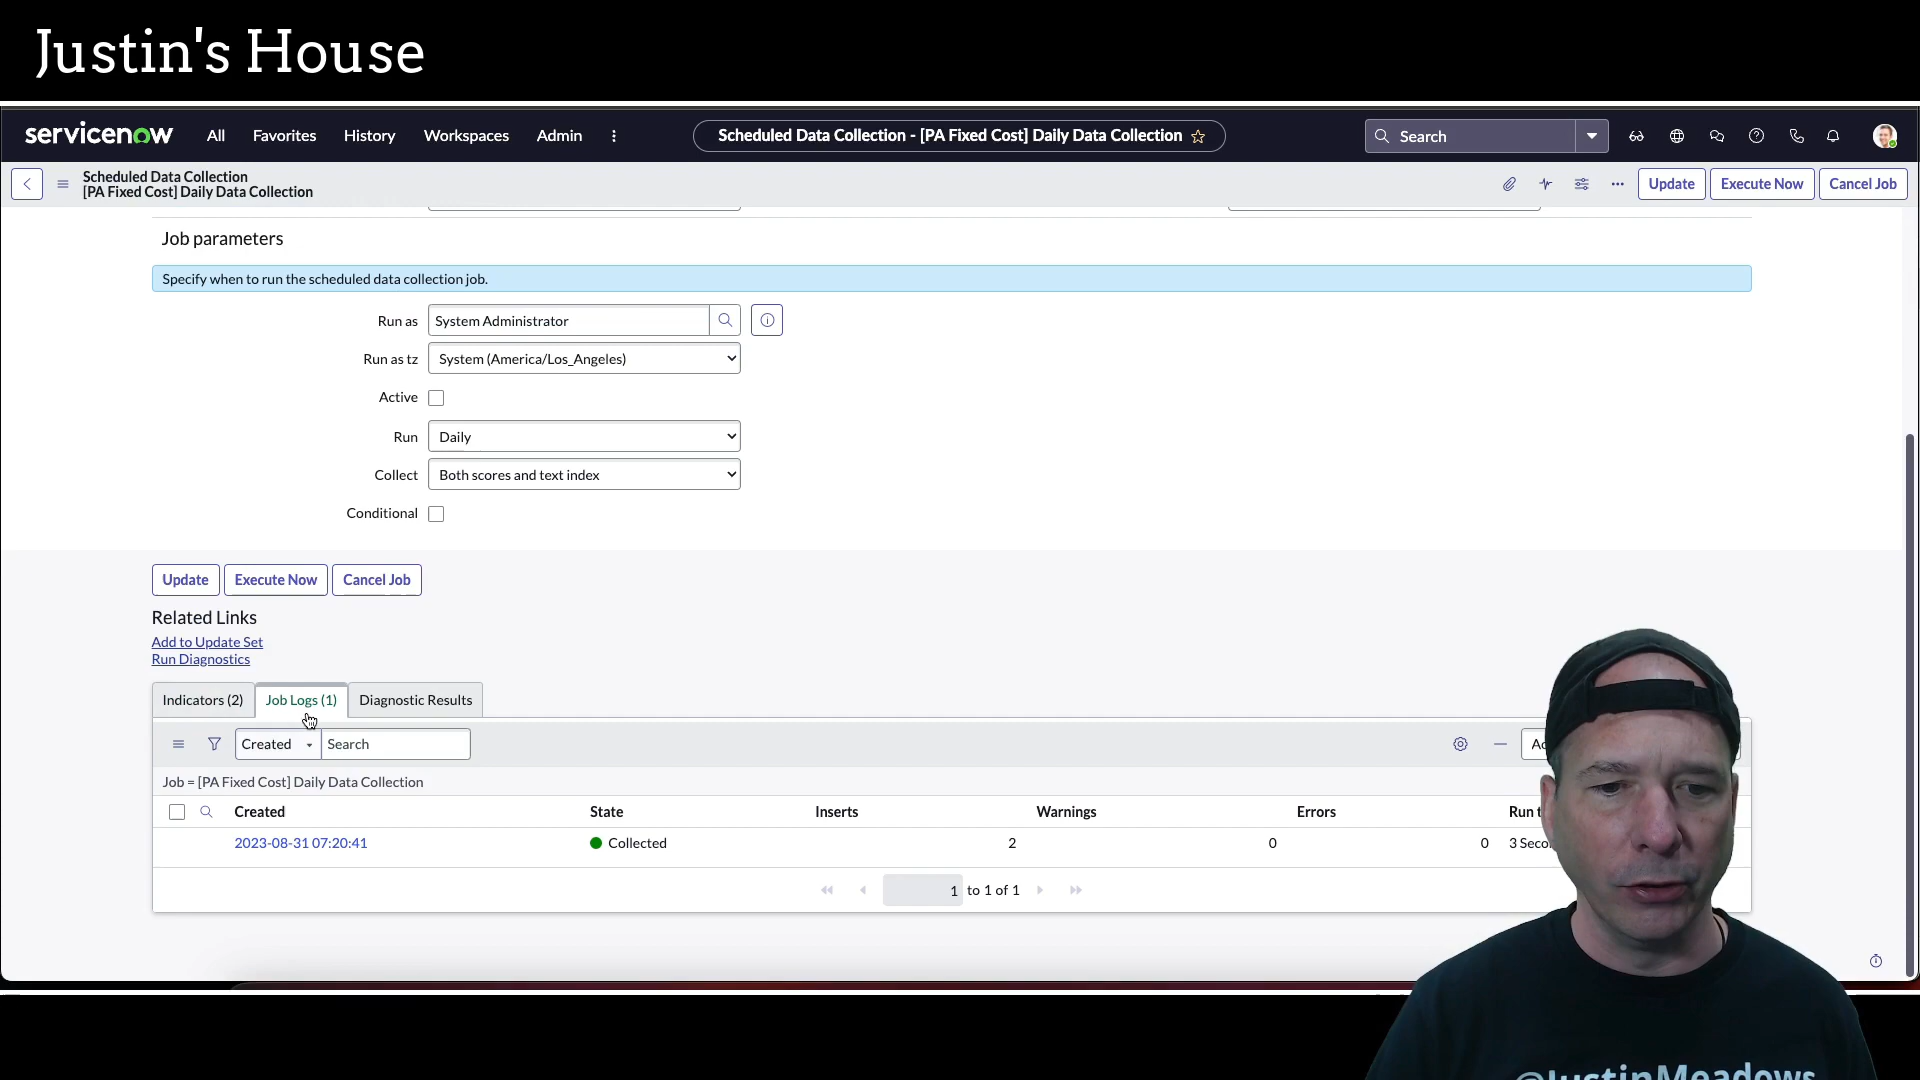 Justin's House
servicenow All Favorites History Workspaces Admin Scheduled Data Collection - [PA Fixed Cost] Daily Data Collection Search
Scheduled Data Collection
[PA Fixed Cost] Daily Data Collection
Update Execute Now Cancel Job
Job parameters
Specify when to run the scheduled data collection job.
Run as System Administrator
Run as tz System (America/Los_Angeles)
Active
Run Daily
Collect Both scores and text index
Conditional
Update Execute Now Cancel Job
Related Links
Add to Update Set
Run Diagnostics
Indicators (2) Job Logs (1) Diagnostic Results
Created Search
Job = [PA Fixed Cost] Daily Data Collection
Created State Inserts Warnings Errors Run
2023-08-31 07:20:41 Collected 2 0 0 3
1 to 1 of 1
@JustinMeadows